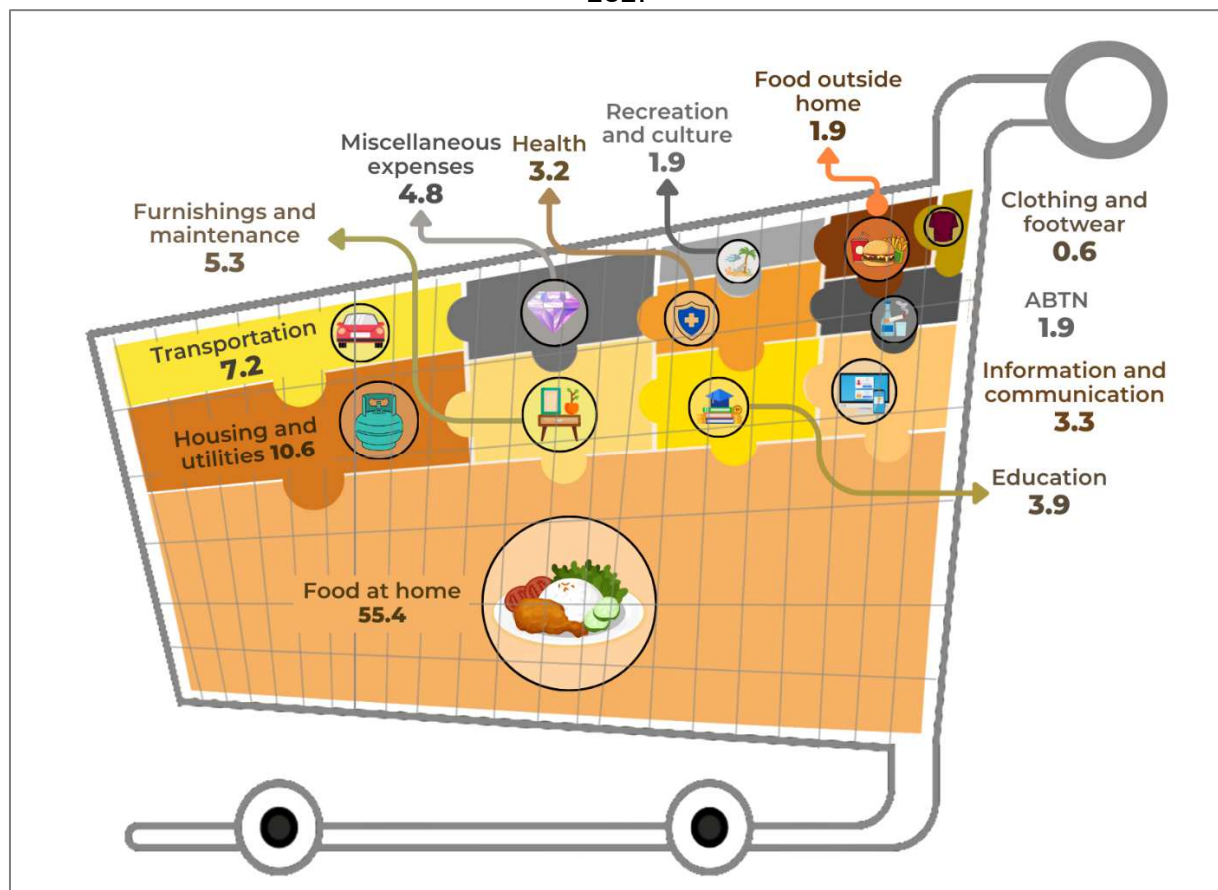 Food outside
home
1.9
Recreation
and culture
1.9
Health
3.2
Miscellaneous
expenses
4.8
Furnishings and
maintenance
5.3
Clothing and
footwear
0.6
ABTN
1.9
Transportation
7.2
Information and
communication
3.3
Housing and
utilities 10.6
Education
3.9
Food at home
55.4